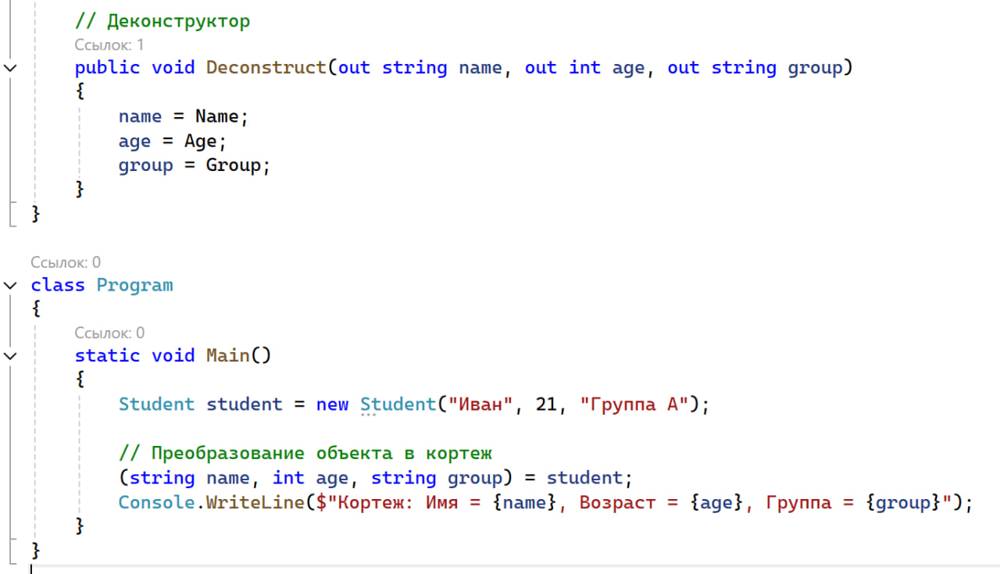 // Деконструктор
Ссылок: 1
public void Deconstruct(out string name, out int age, out string group)
{
name = Name;
age = Age;
group = Group;
}
}
Ссылок: 0
class Program
{
Ссылок: 0
static void Main()
{
Student student = new Student("Иван", 21, "Группа А");
// Преобразование объекта в кортеж
(string name, int age, string group) = student;
Console.WriteLine($"Кортеж: Имя = {name}, Возраст = {age}, Группа = {group}");
}
}